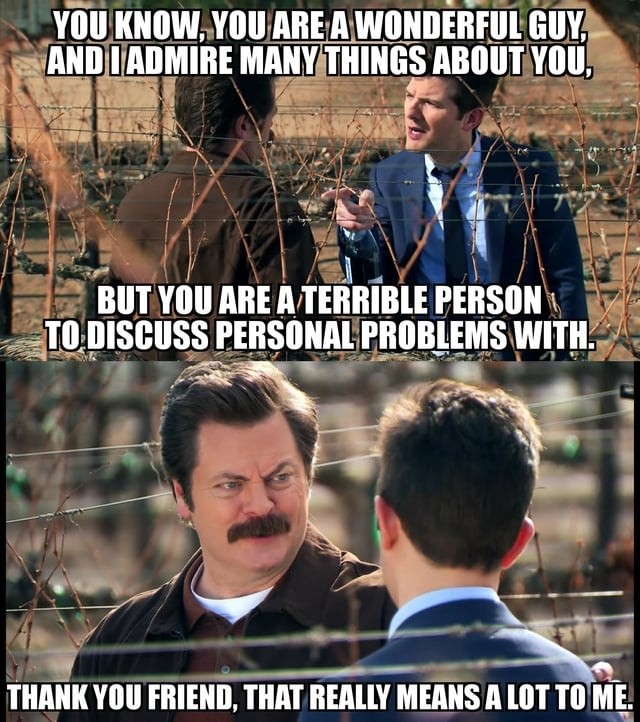 YOU KNOW, YOU ARE A WONDERFUL GUY,
AND I ADMIRE MANY THINGS ABOUT YOU,
BUT YOU ARE A TERRIBLE PERSON
TO DISCUSS PERSONAL PROBLEMS WITH.
THANK YOU FRIEND, THAT REALLY MEANS A LOT TO ME.